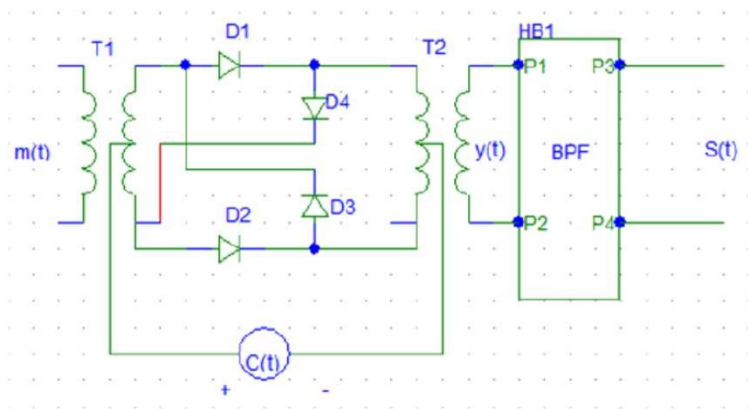 T1
D1
T2
HB1
P1
P3
D4
m(t)
y(t)
BPF
S(t)
D3
D2
P2
P4
C(t)
+
-